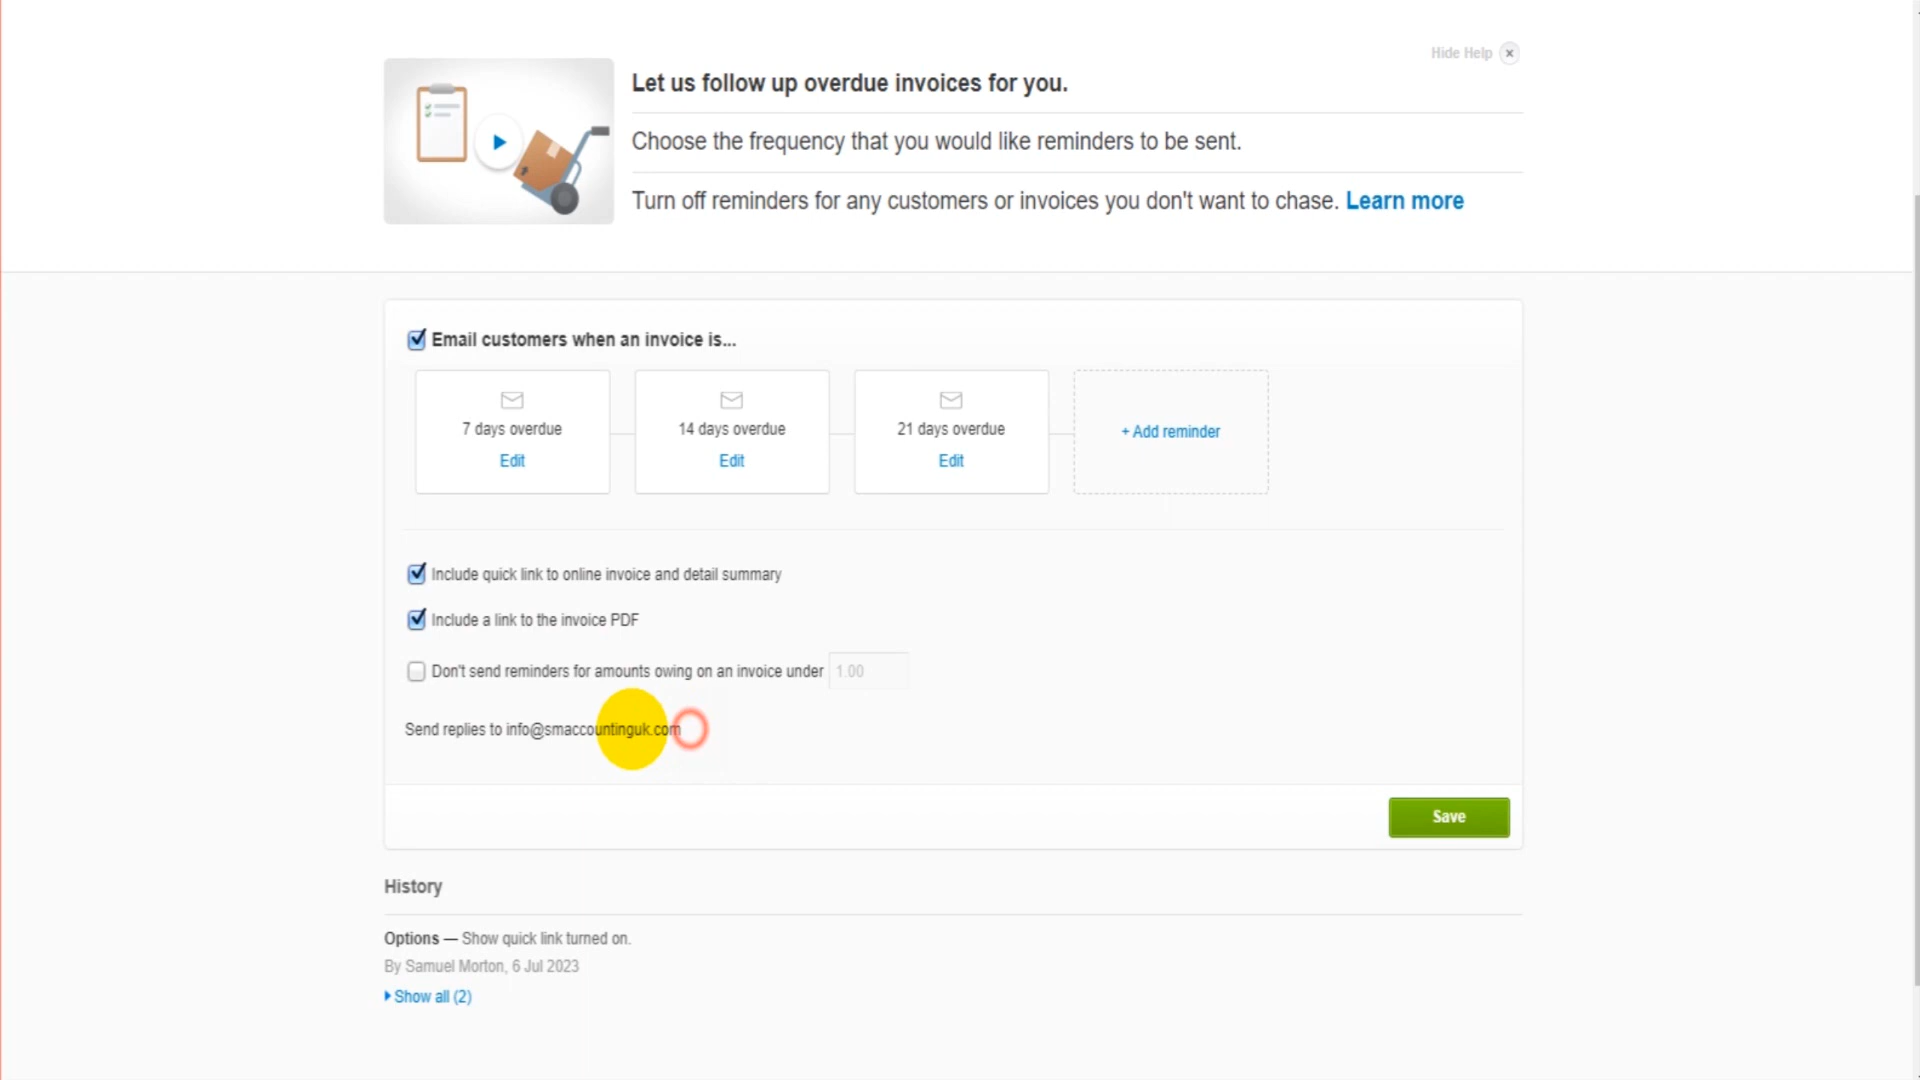 Hide Help
Let us follow up overdue invoices for you.
Choose the frequency that you would like reminders to be sent.
Turn off reminders for any customers or invoices you don't want to chase. Learn more
Email customers when an invoice is...
7 days overdue
Edit
14 days overdue
Edit
21 days overdue
Edit
+ Add reminder
Include quick link to online invoice and detail summary
Include a link to the invoice PDF
Don't send reminders for amounts owing on an invoice under 1.00
Send replies to info@smaccountinguk.com
Save
History
Options — Show quick link turned on.
By Samuel Morton, 6 Jul 2023
Show all (2)